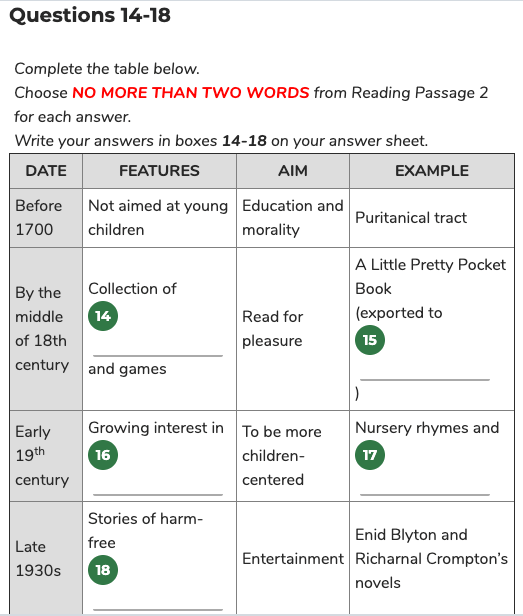 Questions 14-18
Complete the table below.
Choose NO MORE THAN TWO WORDS from Reading Passage 2
for each answer.
Write your answers in boxes 14-18 on your answer sheet.
DATE FEATURES AIM EXAMPLE
Before
1700
Not aimed at young
children
Education and
morality
Puritanical tract
By the
middle
of 18th
century
Collection of
14
and games
Read for
pleasure
A Little Pretty Pocket
Book
(exported to
15
)
Early
19th
century
Growing interest in
16
To be more
children-
centered
Nursery rhymes and
17
Late
1930s
Stories of harm-
free
18
Entertainment
Enid Blyton and
Richarnal Crompton’s
novels